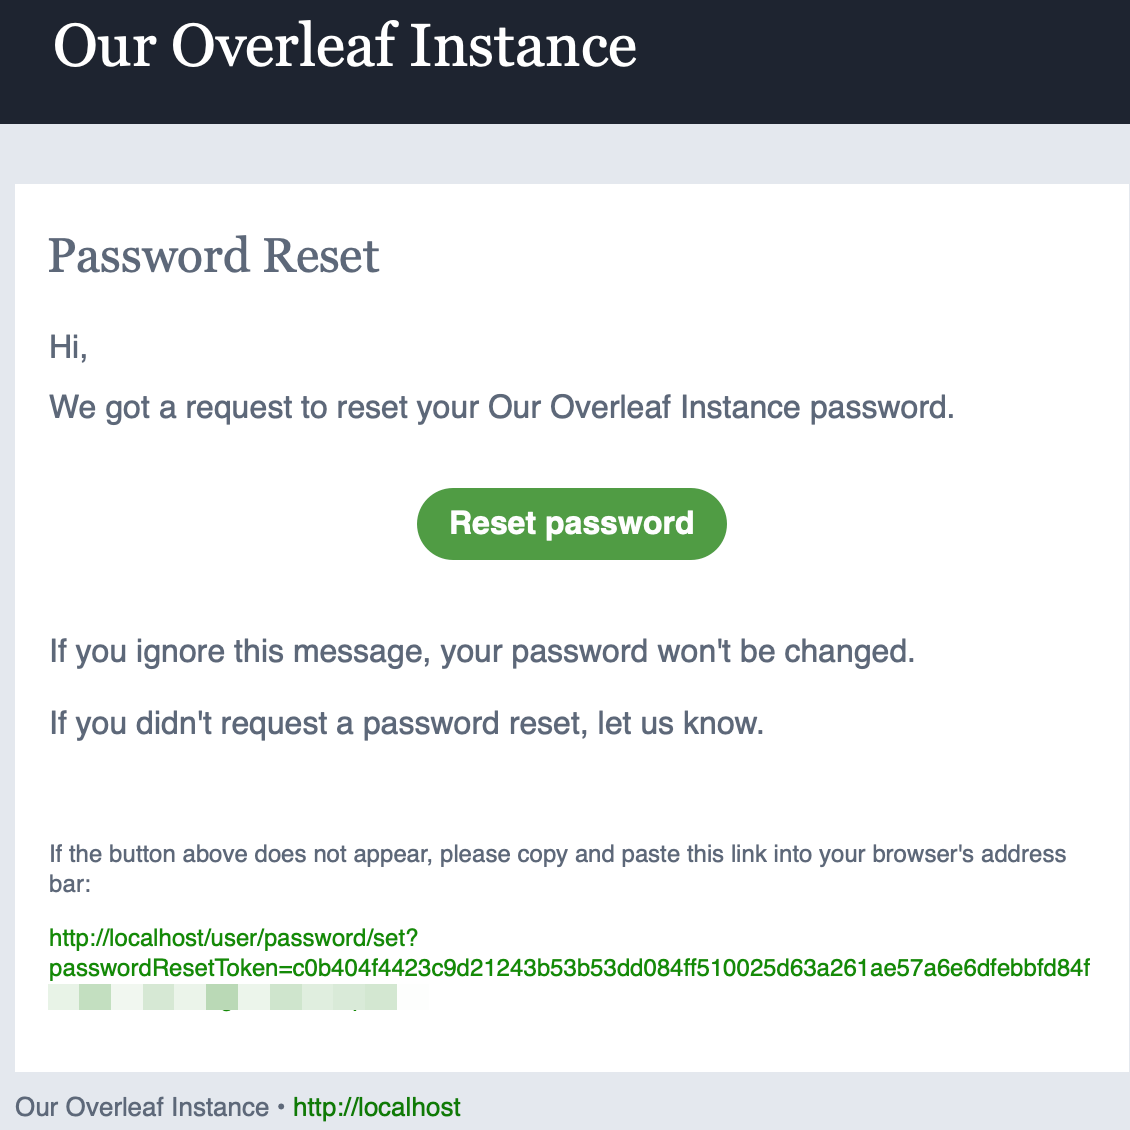 Our Overleaf Instance
Password Reset
Hi,
We got a request to reset your Our Overleaf Instance password.
Reset password
If you ignore this message, your password won't be changed.
If you didn't request a password reset, let us know.
If the button above does not appear, please copy and paste this link into your browser's address
bar:
http://localhost/user/password/set?
passwordResetToken=c0b404f4423c9d21243b53b53dd084ff510025d63a261ae57a6e6dfebbfd84f
Our Overleaf Instance • http://localhost